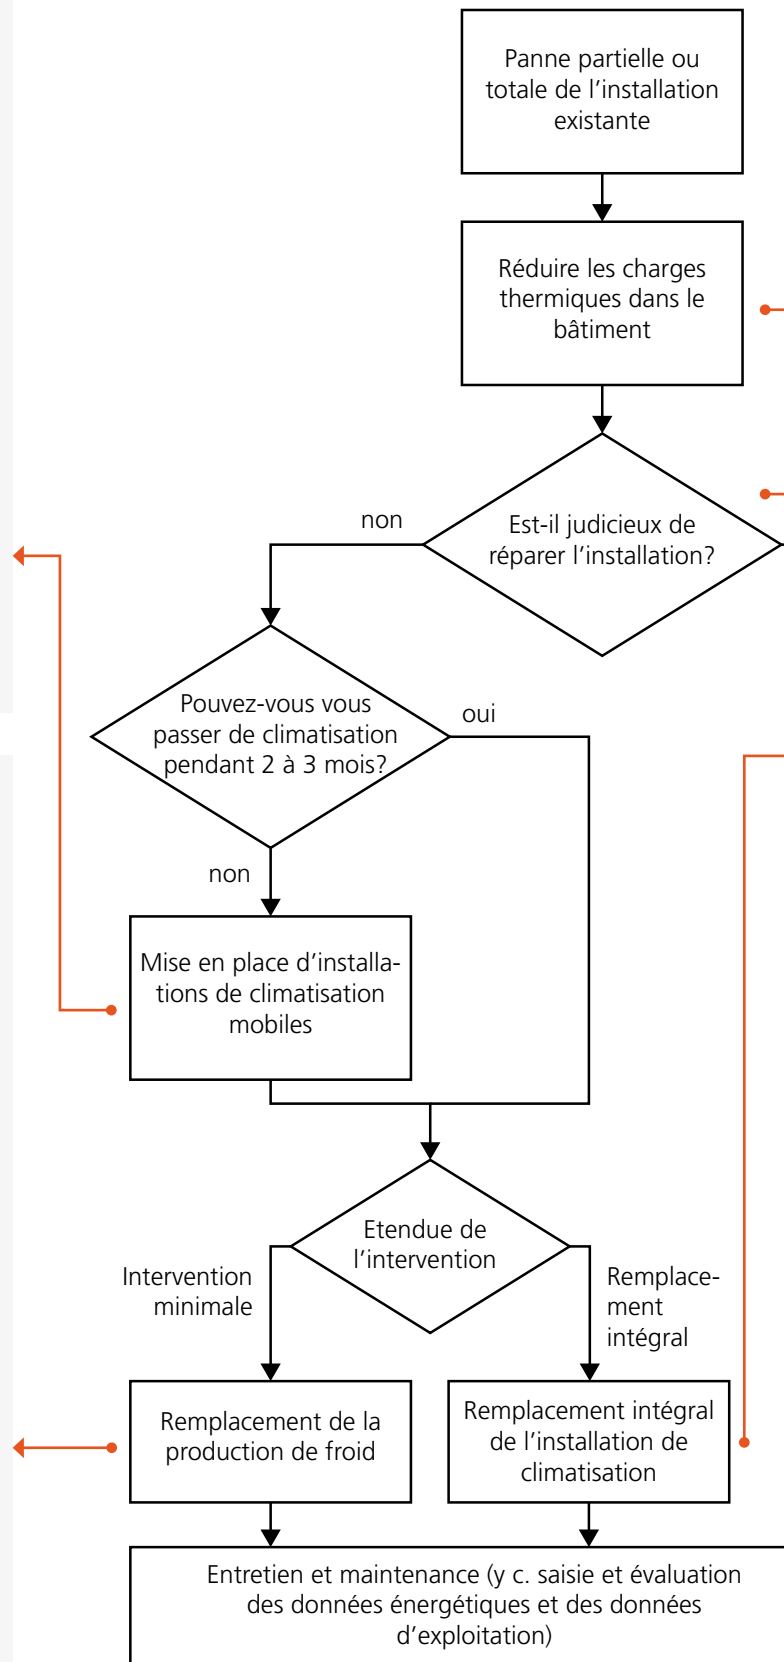 Panne partielle ou
totale de l'installation
existante
Réduire les charges
thermiques dans le
bâtiment
non
Est-il judicieux de
réparer l'installation?
Pouvez-vous vous
passer de climatisation
pendant 2 à 3 mois?
oui
non
Mise en place d'installa-
tions de climatisation
mobiles
Etendue de
l'intervention
Intervention
minimale
Remplace-
ment
intégral
Remplacement de la
production de froid
Remplacement intégral
de l'installation de
climatisation
Entretien et maintenance (y c. saisie et évaluation
des données énergétiques et des données
d'exploitation)